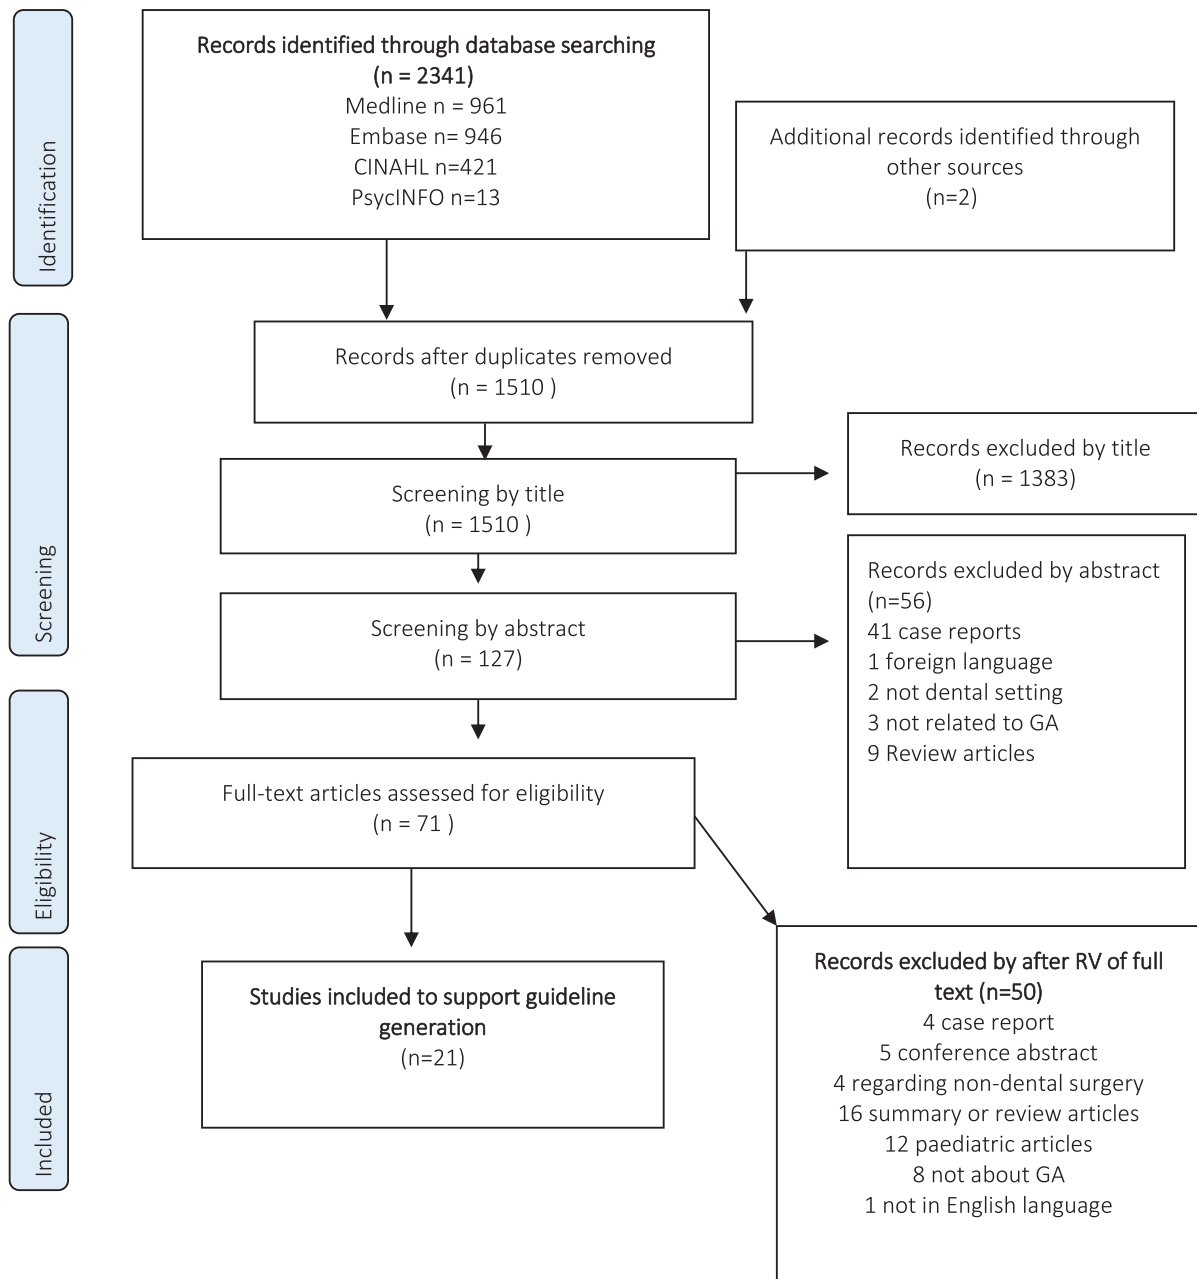 Identification
Records identified through database searching
(n = 2341)
Medline n = 961
Embase n= 946
CINAHL n=421
PsycINFO n=13
Additional records identified through
other sources
(n=2)
Screening
Records after duplicates removed
(n = 1510 )
Screening by title
(n = 1510 )
Records excluded by title
(n = 1383)
Screening by abstract
(n = 127)
Records excluded by abstract
(n=56)
41 case reports
1 foreign language
2 not dental setting
3 not related to GA
9 Review articles
Eligibility
Full-text articles assessed for eligibility
(n = 71 )
Records excluded by after RV of full
text (n=50)
4 case report
5 conference abstract
4 regarding non-dental surgery
16 summary or review articles
12 paediatric articles
8 not about GA
1 not in English language
Included
Studies included to support guideline
generation
(n=21)